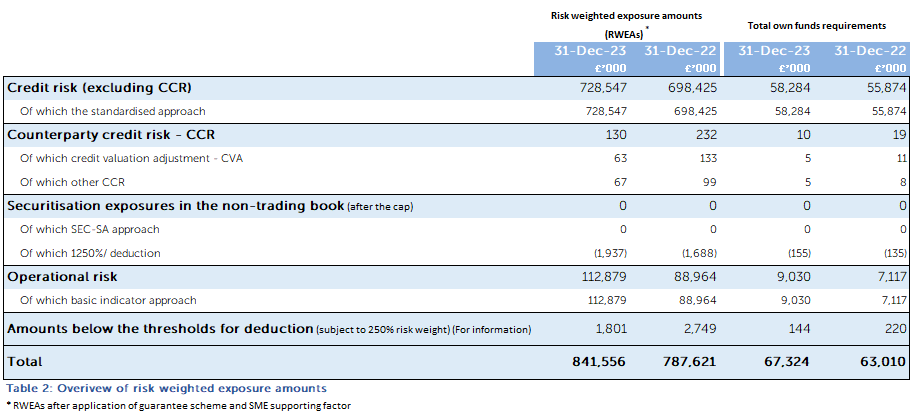 Risk weighted exposure amounts (RWEAs) * Total own funds requirements
31-Dec-23 31-Dec-22 31-Dec-23 31-Dec-22
£'000 £'000 £'000 £'000
Credit risk (excluding CCR) 728,547 698,425 58,284 55,874
Of which the standardised approach 728,547 698,425 58,284 55,874
Counterparty credit risk - CCR 130 232 10 19
Of which credit valuation adjustment - CVA 63 133 5 11
Of which other CCR 67 99 5 8
Securitisation exposures in the non-trading book (after the cap) 0 0 0 0
Of which SEC-SA approach 0 0 0 0
Of which 1250%/ deduction (1,937) (1,688) (155) (135)
Operational risk 112,879 88,964 9,030 7,117
Of which basic indicator approach 112,879 88,964 9,030 7,117
Amounts below the thresholds for deduction (subject to 250% risk weight) (For information) 1,801 2,749 144 220
Total 841,556 787,621 67,324 63,010
Table 2: Overivew of risk weighted exposure amounts
* RWEAs after application of guarantee scheme and SME supporting factor